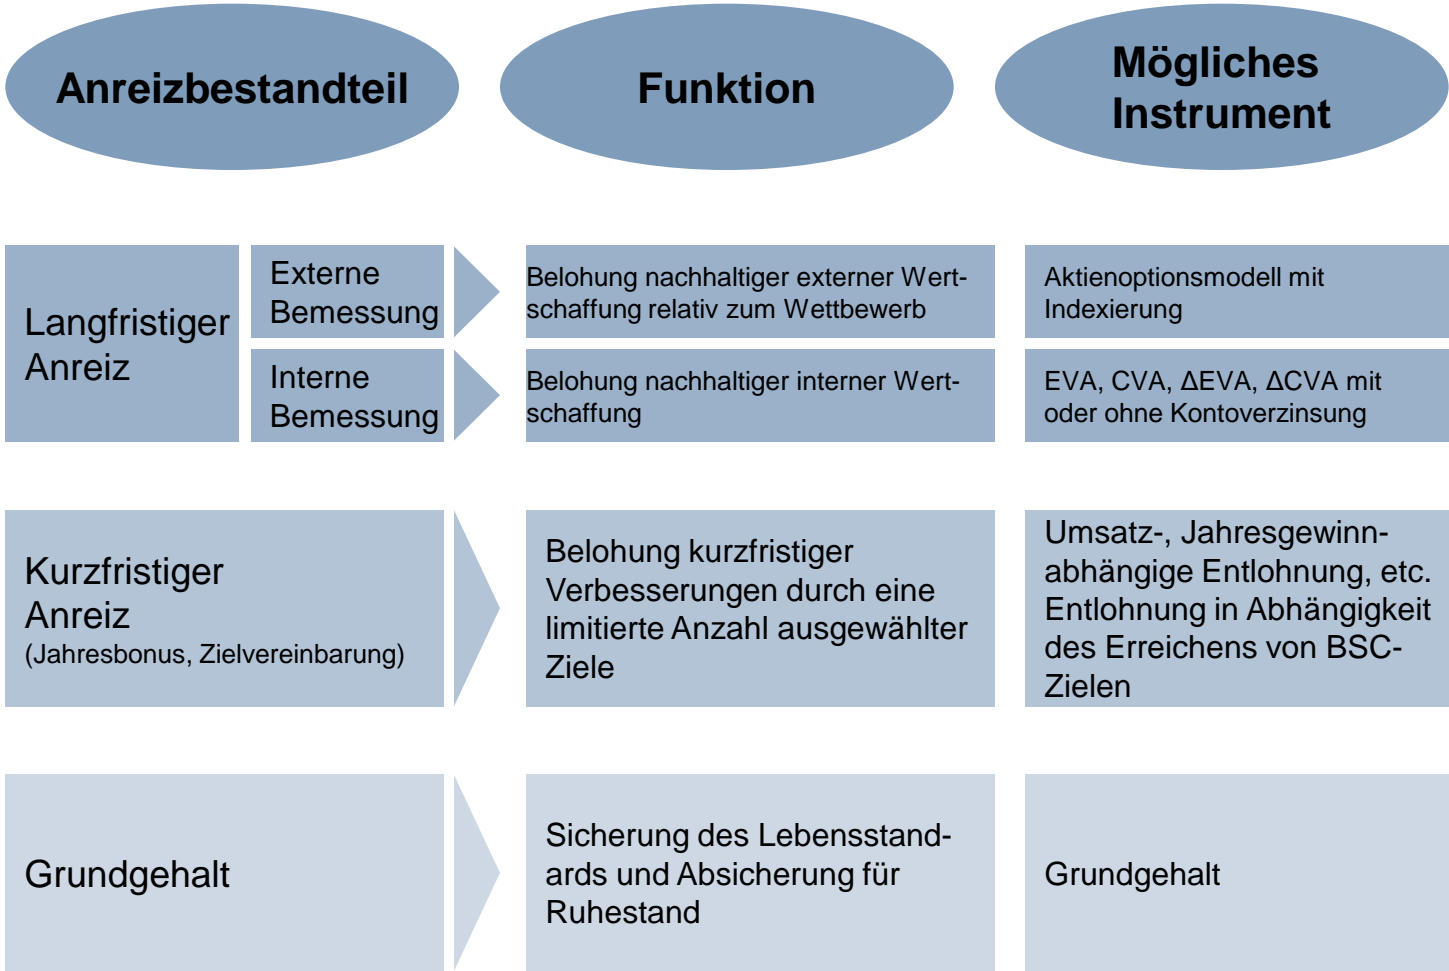 Anreizbestandteil
Funktion
Mögliches
Instrument
Langfristiger
Anreiz
Externe
Bemessung
Belohung nachhaltiger externer Wert-
schaffung relativ zum Wettbewerb
Aktienoptionsmodell mit
Indexierung
Interne
Bemessung
Belohung nachhaltiger interner Wert-
schaffung
EVA, CVA, ΔEVA, ΔCVA mit
oder ohne Kontoverzinsung
Kurzfristiger
Anreiz
(Jahresbonus, Zielvereinbarung)
Belohung kurzfristiger
Verbesserungen durch eine
limitierte Anzahl ausgewählter
Ziele
Umsatz-, Jahresgewinn-
abhängige Entlohnung, etc.
Entlohnung in Abhängigkeit
des Erreichens von BSC-
Zielen
Grundgehalt
Sicherung des Lebensstand-
ards und Absicherung für
Ruhestand
Grundgehalt